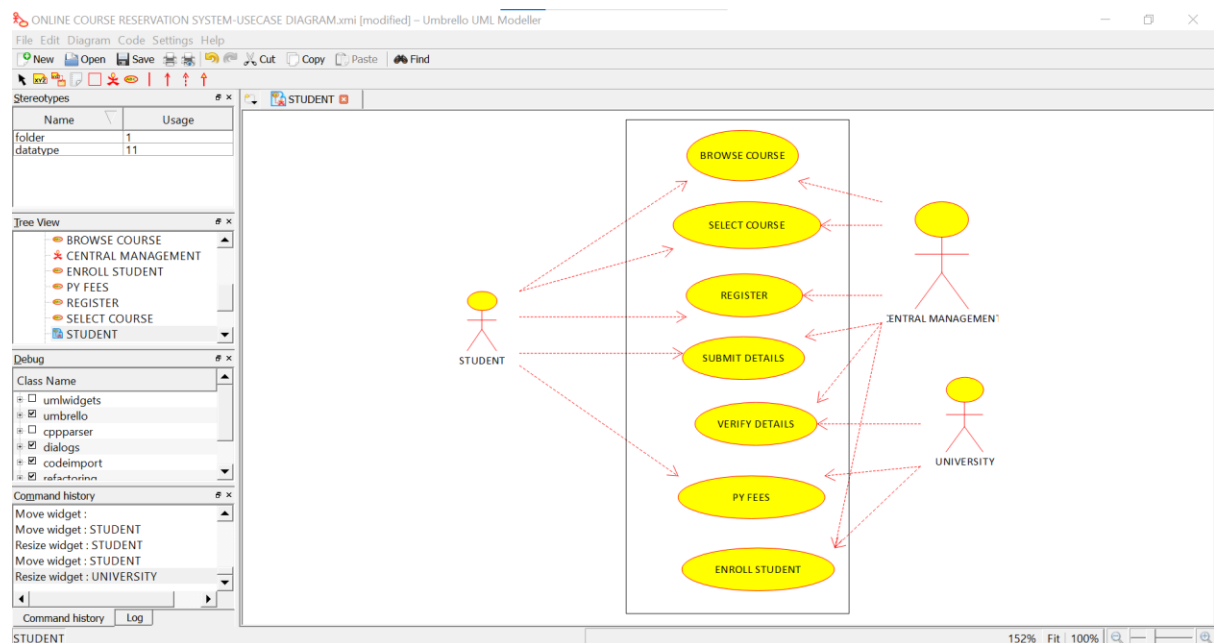 ONLINE COURSE RESERVATION SYSTEM-USECASE DIAGRAM.xmi [modified] – Umbrello UML Modeller
File Edit Diagram Code Settings Help
New Open Save Cut Copy Paste Find
Stereotypes
STUDENT
Name Usage
folder 1
datatype 11
Tree View
BROWSE COURSE
CENTRAL MANAGEMENT
ENROLL STUDENT
PY FEES
REGISTER
SELECT COURSE
STUDENT
Debug
Class Name
umlwidgets
umbrello
cppparser
dialogs
codeimport
refactoring
Command history
Move widget :
Move widget : STUDENT
Resize widget : STUDENT
Move widget : STUDENT
Resize widget : UNIVERSITY
Command history Log
BROWSE COURSE
SELECT COURSE
REGISTER
SUBMIT DETAILS
VERIFY DETAILS
PY FEES
ENROLL STUDENT
STUDENT
CENTRAL MANAGEMENT
UNIVERSITY
STUDENT
152% Fit 100%